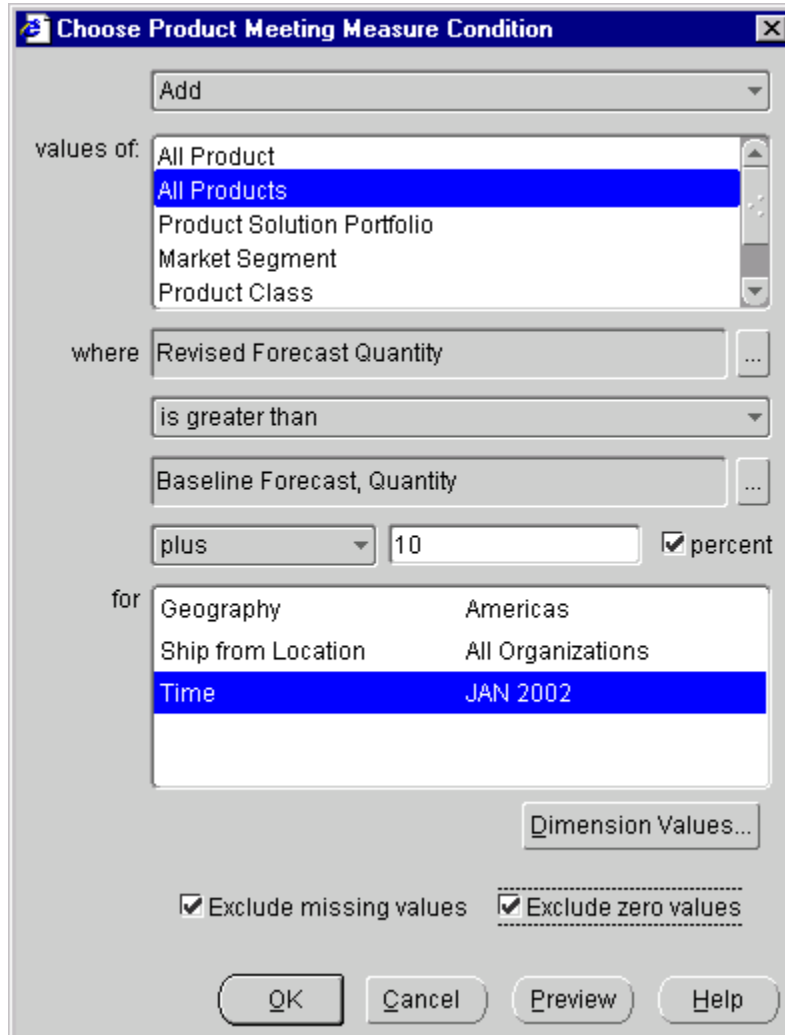 Choose Product Meeting Measure Condition
Add
values of:
All Product
All Products
Product Solution Portfolio
Market Segment
Product Class
where Revised Forecast Quantity ...
is greater than
Baseline Forecast, Quantity ...
plus 10 percent
for
Geography Americas
Ship from Location All Organizations
Time JAN 2002
Dimension Values...
Exclude missing values Exclude zero values
OK Cancel Preview Help